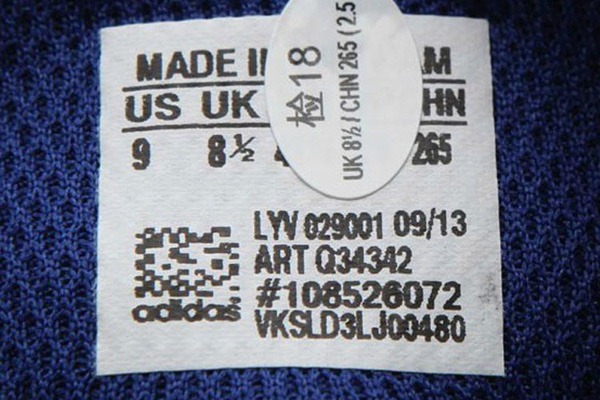 MADE I AM
US UK HN
9 8½ 265
检18
UK 8½ / CHN 265 ( 2.5
LYV 029001 09/13
ART Q34342
#108526072
VKSLD3LJ00480
adidas